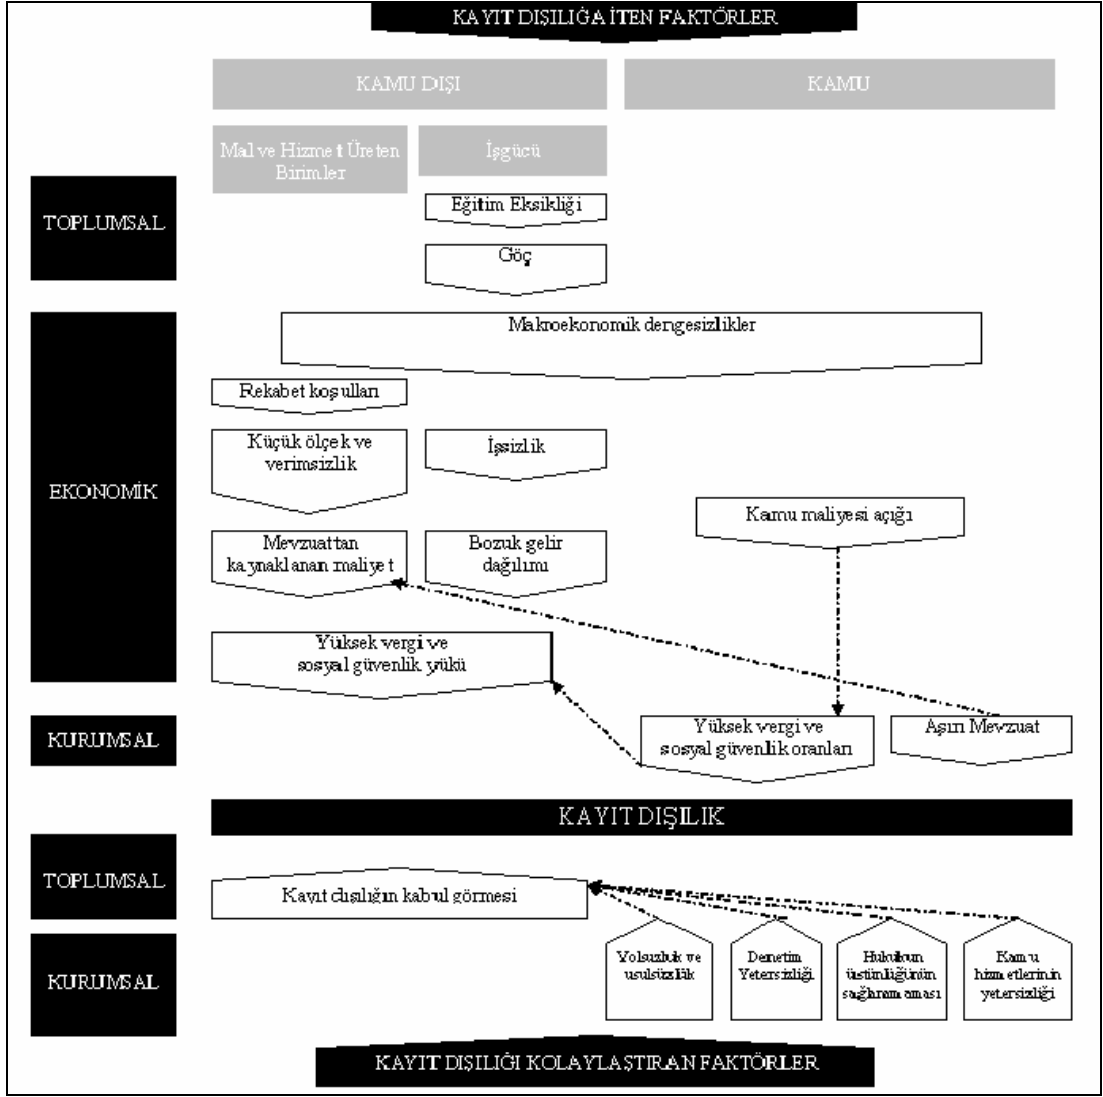 KAYIT DIŞILIĞA İTEN FAKTÖRLER
KAMU DIŞI
KAMU
Mal ve Hizmet Üreten
Birimler
İşgücü
TOPLUMSAL
Eğitim Eksikliği
Göç
EKONOMİK
Makroekonomik dengesizlikler
Rekabet koşulları
Küçük ölçek ve
verimsizlik
İşsizlik
Kamu maliyesi açığı
Mevzuattan
kaynaklanan maliyet
Bozuk gelir
dağılımı
Yüksek vergi ve
sosyal güvenlik yükü
KURUMSAL
Yüksek vergi ve
sosyal güvenlik oranları
Aşırı Mevzuat
KAYIT DIŞILIK
TOPLUMSAL
Kayıt dışılığın kabul görmesi
KURUMSAL
Yolsuzluk ve
usulsüzlük
Denetim
Yetersizliği
Hukukun
üstünlüğünün
sağlanamaması
Kamu
hizmetlerinin
yetersizliği
KAYIT DIŞILIĞI KOLAYLAŞTIRAN FAKTÖRLER